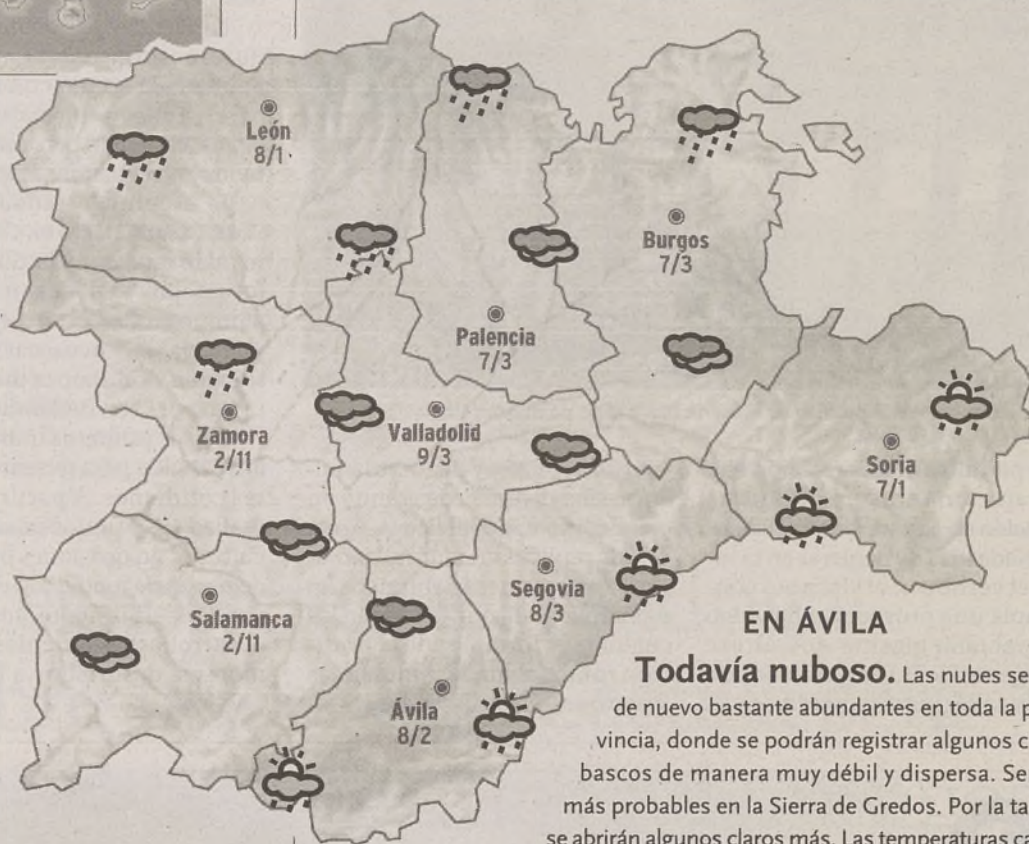 León
8/1
Burgos
7/3
Palencia
7/3
Zamora
2/11
Valladolid
9/3
Soria
7/1
Segovia
8/3
Salamanca
2/11
Ávila
8/2
EN ÁVILA
Todavía nuboso. Las nubes se
de nuevo bastante abundantes en toda la p
vincia, donde se podrán registrar algunos c
bascos de manera muy débil y dispersa. Se
más probables en la Sierra de Gredos. Por la ta
se abrirán algunos claros más. Las temperaturas ca